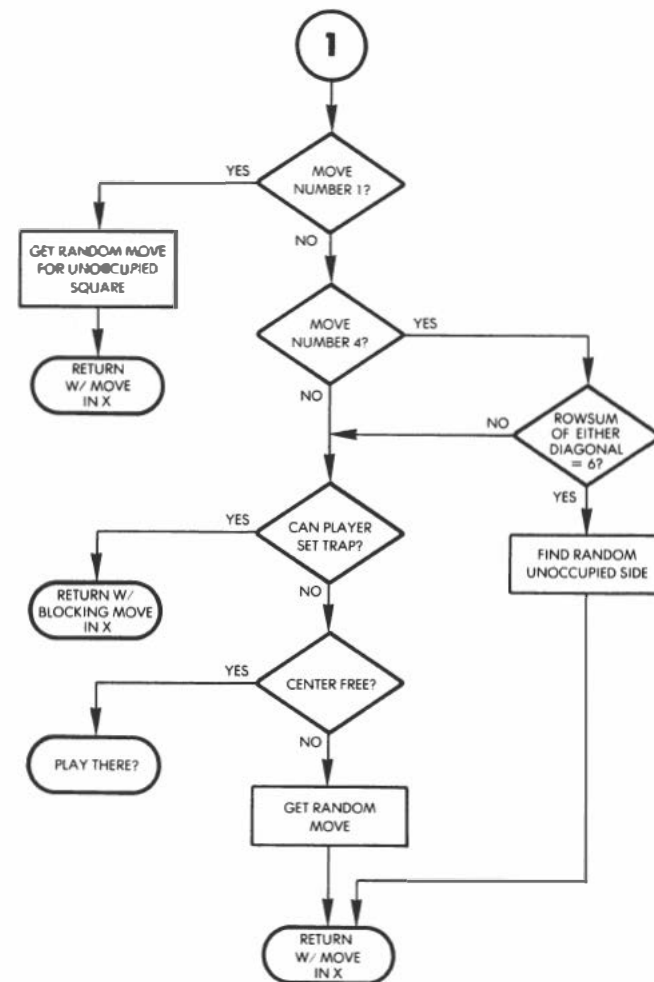 1
MOVE
NUMBER 1?
YES
NO
GET RANDOM MOVE
FOR UNOCCUPIED
SQUARE
RETURN
W/ MOVE
IN X
MOVE
NUMBER 4?
YES
NO
ROWSUM
OF EITHER
DIAGONAL
= 6?
NO
YES
FIND RANDOM
UNOCCUPIED SIDE
CAN PLAYER
SET TRAP?
YES
NO
RETURN W/
BLOCKING MOVE
IN X
CENTER FREE?
YES
NO
PLAY THERE?
GET RANDOM
MOVE
RETURN
W/ MOVE
IN X